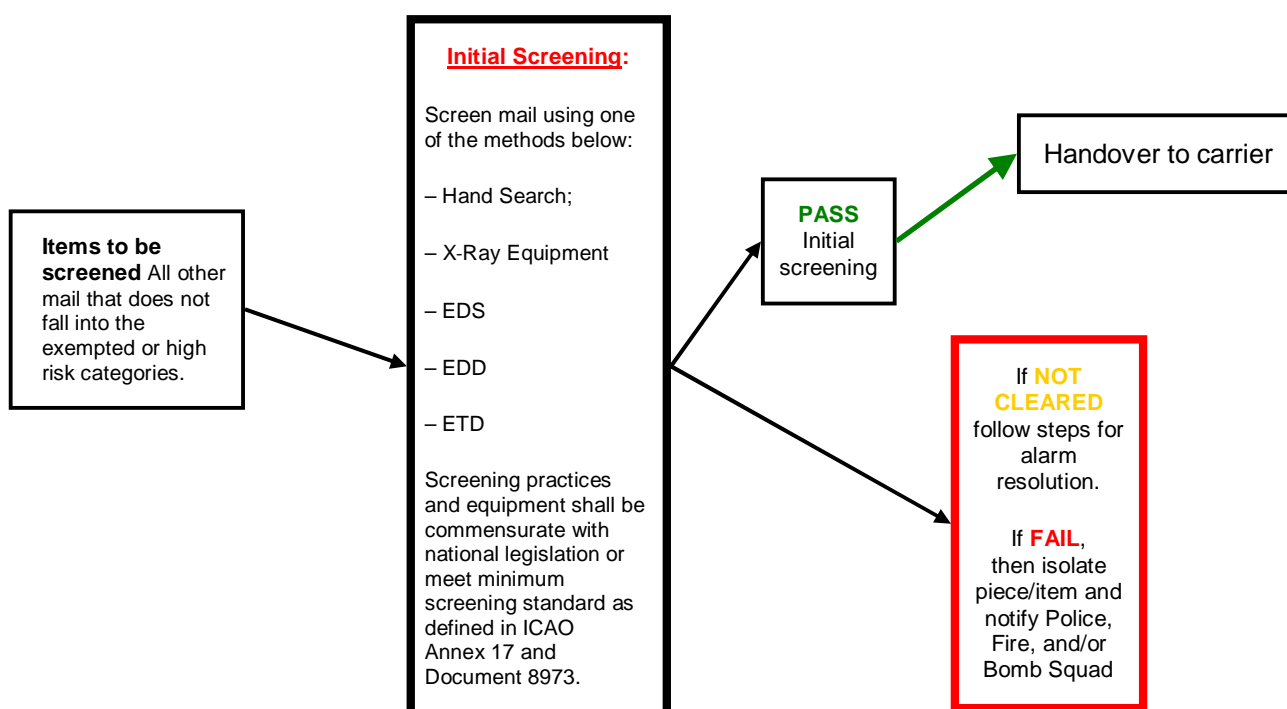 Items to be
screened All other
mail that does not
fall into the
exempted or high
risk categories.
Initial Screening:
Screen mail using one
of the methods below:
– Hand Search;
– X-Ray Equipment
– EDS
– EDD
– ETD
Screening practices
and equipment shall be
commensurate with
national legislation or
meet minimum
screening standard as
defined in ICAO
Annex 17 and
Document 8973.
PASS
Initial
screening
Handover to carrier
If NOT
CLEARED
follow steps for
alarm
resolution.
If FAIL,
then isolate
piece/item and
notify Police,
Fire, and/or
Bomb Squad